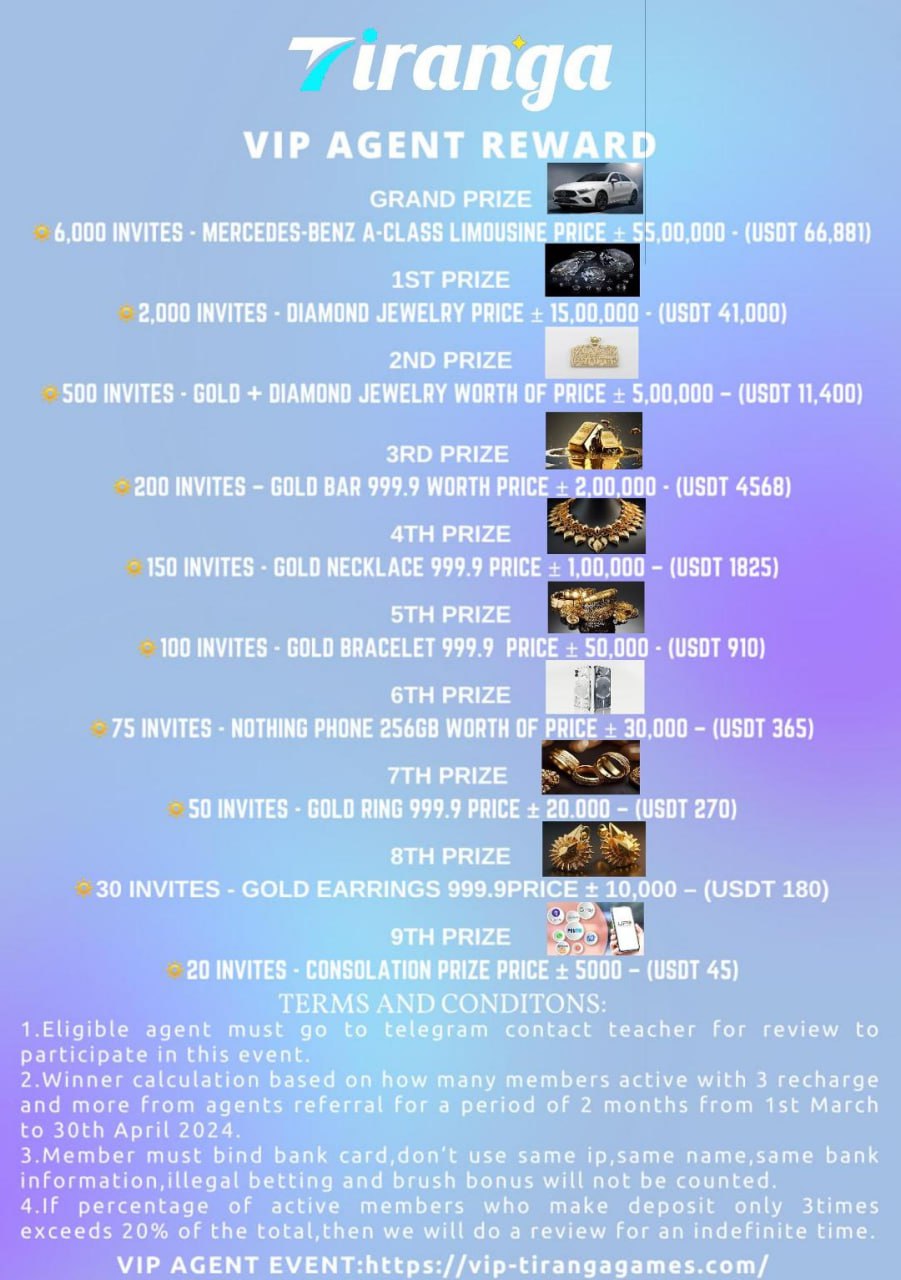 Tiranga
VIP AGENT REWARD
GRAND PRIZE
6,000 INVITES - MERCEDES-BENZ A-CLASS LIMOUSINE PRICE ± 55,00,000 - (USDT 66,881)
1ST PRIZE
2,000 INVITES - DIAMOND JEWELRY PRICE ± 15,00,000 - (USDT 41,000)
2ND PRIZE
500 INVITES - GOLD + DIAMOND JEWELRY WORTH OF PRICE ± 5,00,000 – (USDT 11,400)
3RD PRIZE
200 INVITES – GOLD BAR 999.9 WORTH PRICE ± 2,00,000 - (USDT 4568)
4TH PRIZE
150 INVITES - GOLD NECKLACE 999.9 PRICE ± 1,00,000 – (USDT 1825)
5TH PRIZE
100 INVITES - GOLD BRACELET 999.9 PRICE ± 50,000 - (USDT 910)
6TH PRIZE
75 INVITES - NOTHING PHONE 256GB WORTH OF PRICE ± 30,000 – (USDT 365)
7TH PRIZE
50 INVITES - GOLD RING 999.9 PRICE ± 20.000 – (USDT 270)
8TH PRIZE
30 INVITES - GOLD EARRINGS 999.9PRICE ± 10,000 – (USDT 180)
9TH PRIZE
20 INVITES - CONSOLATION PRIZE PRICE ± 5000 – (USDT 45)
TERMS AND CONDITONS:
1.Eligible agent must go to telegram contact teacher for review to
participate in this event.
2.Winner calculation based on how many members active with 3 recharge
and more from agents referral for a period of 2 months from 1st March
to 30th April 2024.
3.Member must bind bank card,don't use same ip,same name,same bank
information,illegal betting and brush bonus will not be counted.
4.If percentage of active members who make deposit only 3times
exceeds 20% of the total,then we will do a review for an indefinite time.
VIP AGENT EVENT:https://vip-tirangagames.com/